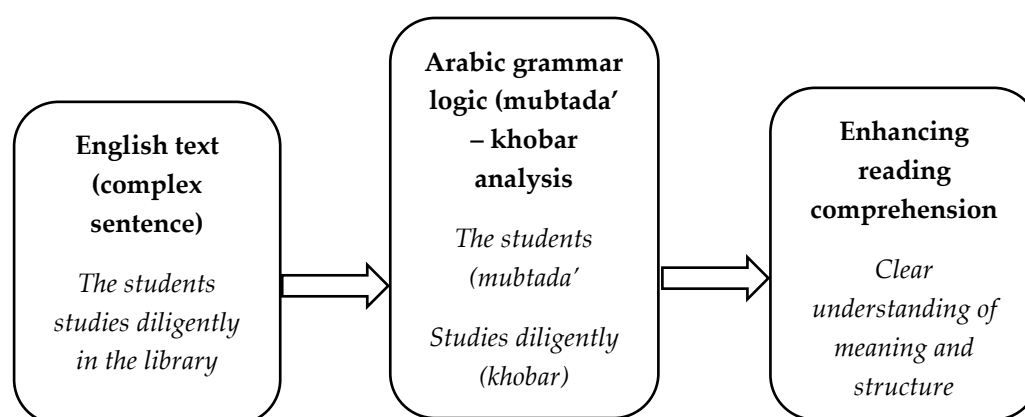 English text
(complex
sentence)
The students
studies diligently
in the library
Arabic grammar
logic (mubtada’
– khobar
analysis
The students
(mubtada’
Studies diligently
(khobar)
Enhancing
reading
comprehension
Clear
understanding of
meaning and
structure